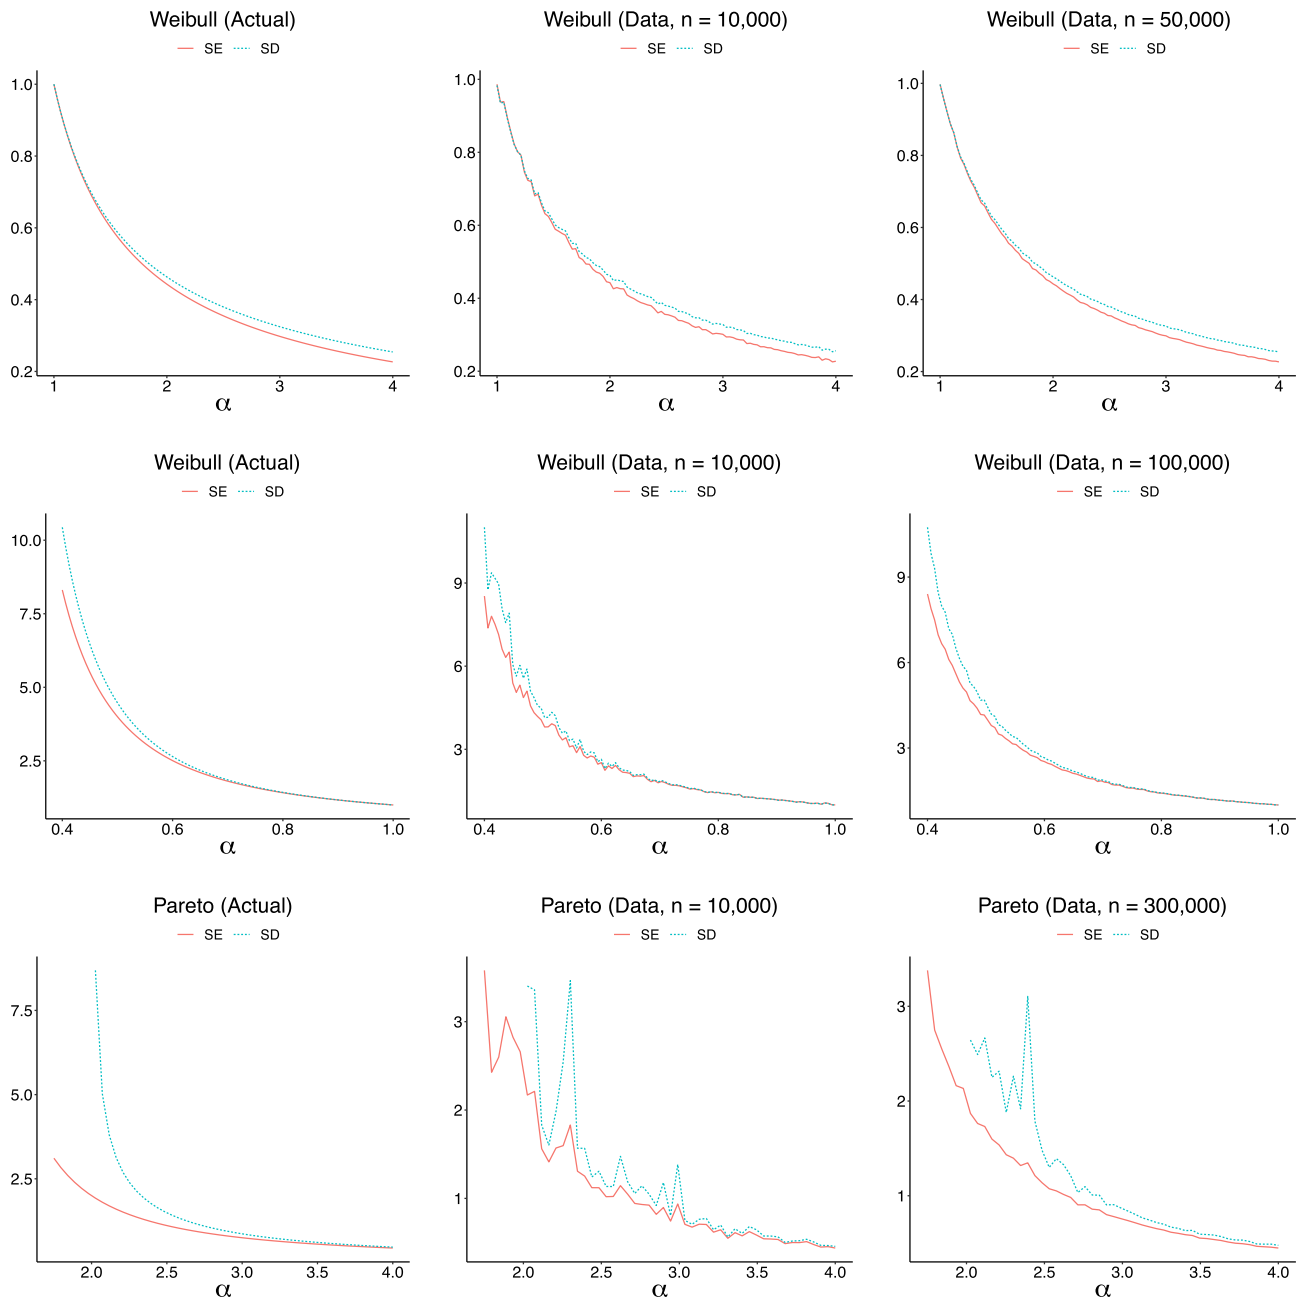 Weibull (Actual)
SE SD
1.0
0.8
0.6
0.4
0.2
1 2 3 4
α
Weibull (Data, n = 10,000)
SE SD
1.0
0.8
0.6
0.4
0.2
1 2 3 4
α
Weibull (Data, n = 50,000)
SE SD
1.0
0.8
0.6
0.4
0.2
1 2 3 4
α
Weibull (Actual)
SE SD
10.0
7.5
5.0
2.5
0.4 0.6 0.8 1.0
α
Weibull (Data, n = 10,000)
SE SD
9
6
3
0.4 0.6 0.8 1.0
α
Weibull (Data, n = 100,000)
SE SD
9
6
3
0.4 0.6 0.8 1.0
α
Pareto (Actual)
SE SD
7.5
5.0
2.5
2.0 2.5 3.0 3.5 4.0
α
Pareto (Data, n = 10,000)
SE SD
3
2
1
2.0 2.5 3.0 3.5 4.0
α
Pareto (Data, n = 300,000)
SE SD
3
2
1
2.0 2.5 3.0 3.5 4.0
α